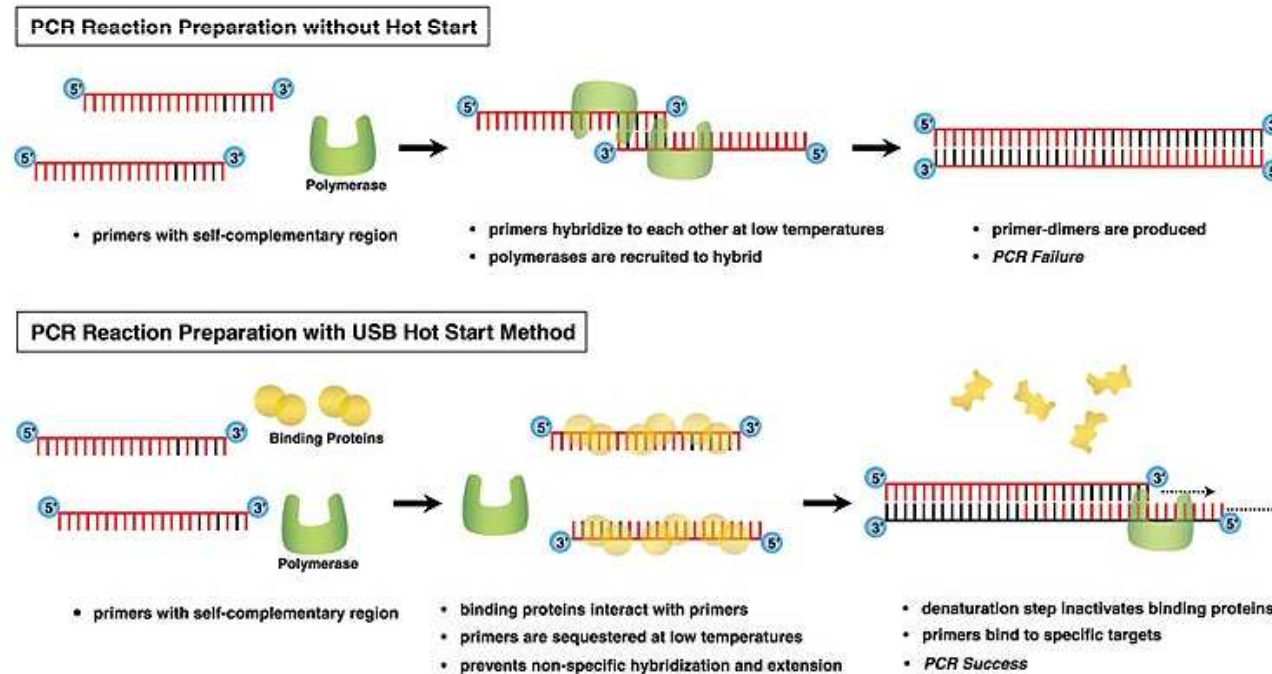 PCR Reaction Preparation without Hot Start
5' 3'
5' 3'
Polymerase
5' 3'
3' 5'
5' 3'
3' 5'
• primers with self-complementary region
• primers hybridize to each other at low temperatures
• polymerases are recruited to hybrid
• primer-dimers are produced
• PCR Failure
PCR Reaction Preparation with USB Hot Start Method
Binding Proteins
5' 3'
5' 3'
Polymerase
5' 3'
3' 5'
5' 3'
3' 5'
• primers with self-complementary region
• binding proteins interact with primers
• primers are sequestered at low temperatures
• prevents non-specific hybridization and extension
• denaturation step inactivates binding proteins
• primers bind to specific targets
• PCR Success